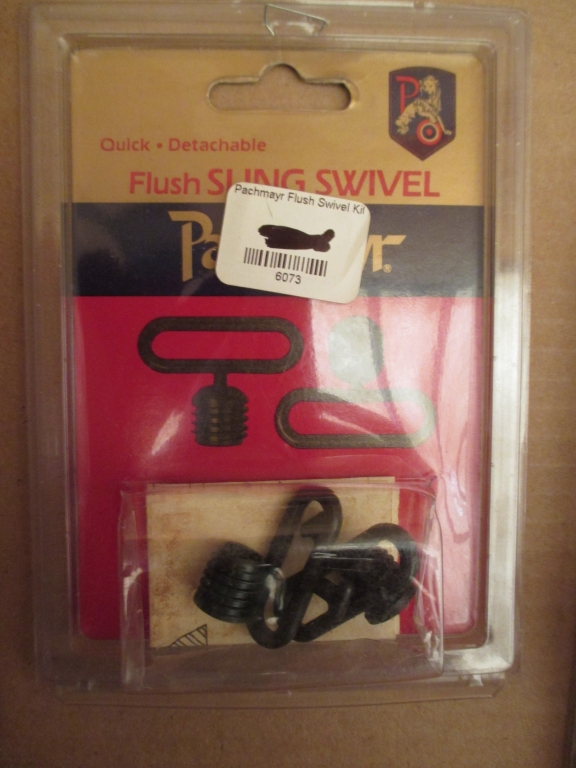 Quick • Detachable
Flush SLING SWIVEL
Pachmayr Flush Swivel Kit
6073